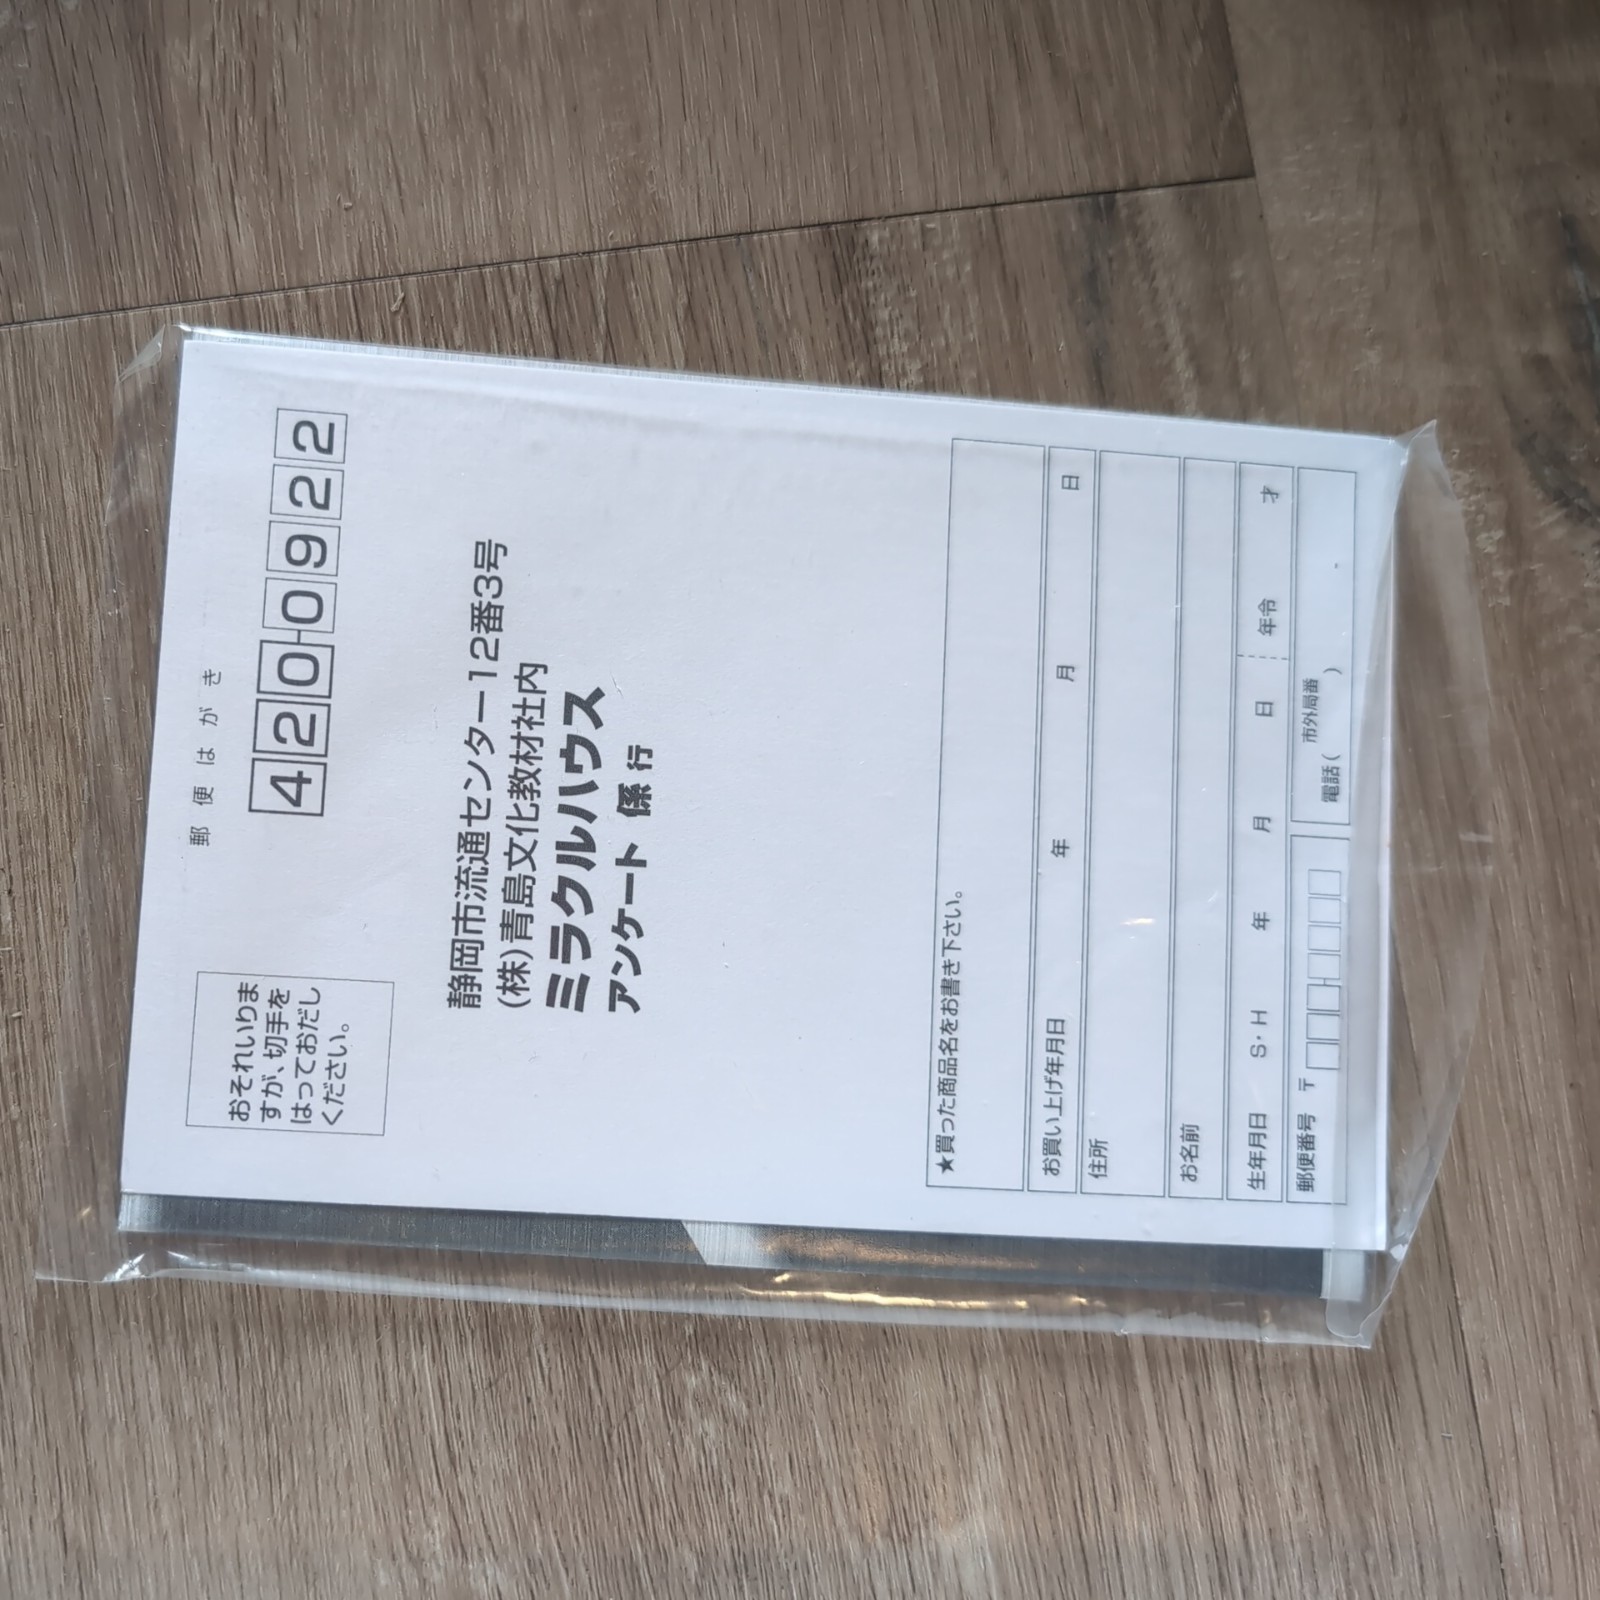 郵便はがき
420-0922
おそれいりま
すが、切手を
はっておだし
ください。
静岡市流通センター12番3号
(株)青島文化教材社内
ミラクルハウス
アンケート係行
★買った商品名をお書き下さい。
お買い上げ年月日 年 月 日
住所
お名前
生年月日 S・H 年 月 日 年令 才
郵便番号 〒
市外局番
電話( )